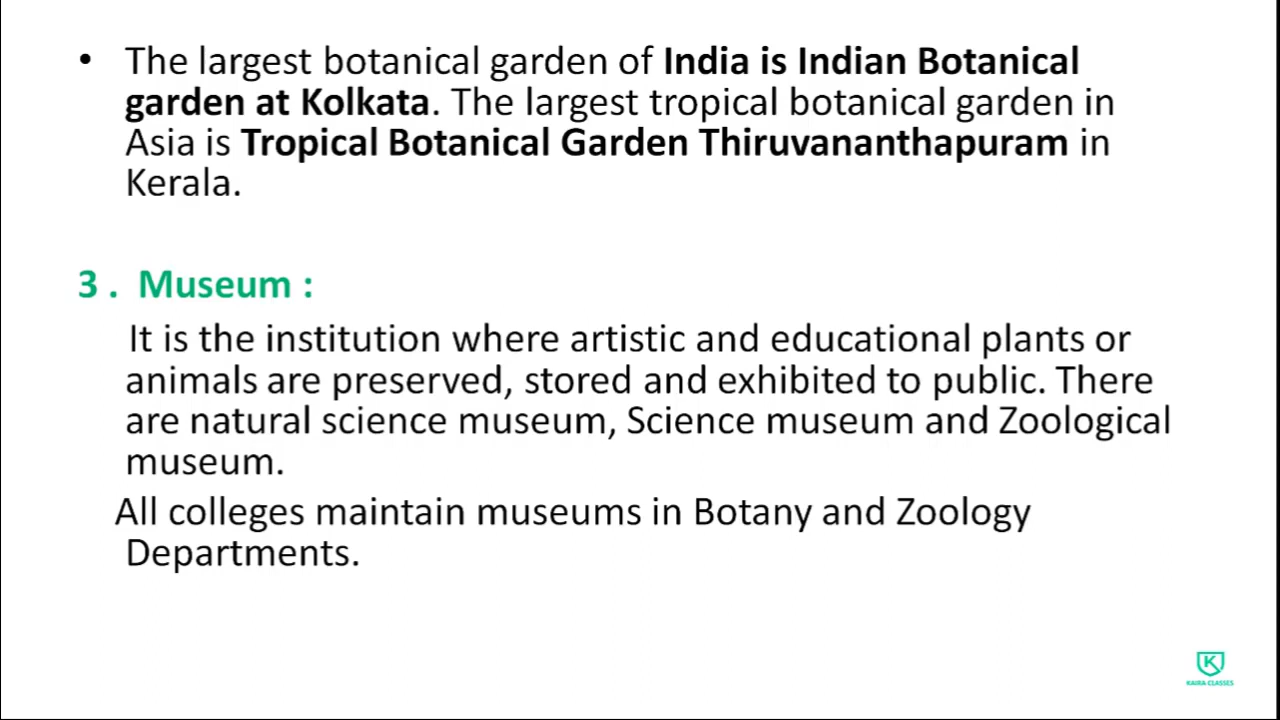 • The largest botanical garden of India is Indian Botanical
garden at Kolkata. The largest tropical botanical garden in
Asia is Tropical Botanical Garden Thiruvananthapuram in
Kerala.
3 . Museum :
It is the institution where artistic and educational plants or
animals are preserved, stored and exhibited to public. There
are natural science museum, Science museum and Zoological
museum.
All colleges maintain museums in Botany and Zoology
Departments.
K
KAIRA CLASSES